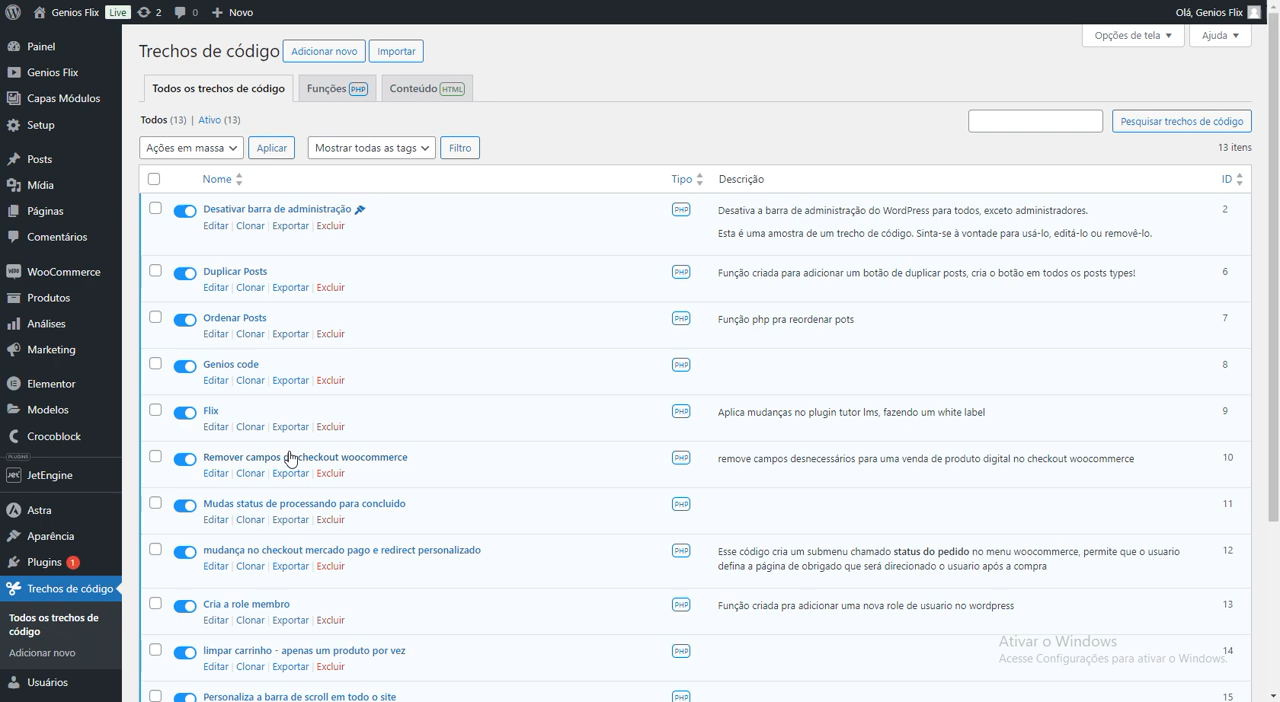 Genios Flix Live 2 0 Novo Olá, Genios Flix
Painel
Genios Flix
Capas Módulos
Setup
Posts
Mídia
Páginas
Comentários
WooCommerce
Produtos
Análises
Marketing
Elementor
Modelos
Crocoblock
PLUGINS
JetEngine
Astra
Aparência
Plugins 1
Trechos de código
Todos os trechos de código
Adicionar novo
Usuários
Opções de tela Ajuda
Trechos de código Adicionar novo Importar
Todos os trechos de código Funções PHP Conteúdo HTML
Todos (13) | Ativo (13)
Pesquisar trechos de código
Ações em massa Aplicar Mostrar todas as tags Filtro 13 itens
Nome Tipo Descrição ID
Desativar barra de administração PHP Desativa a barra de administração do WordPress para todos, exceto administradores. 2
Editar | Clonar | Exportar | Excluir
Esta é uma amostra de um trecho de código. Sinta-se à vontade para usá-lo, editá-lo ou removê-lo.
Duplicar Posts PHP Função criada para adicionar um botão de duplicar posts, cria o botão em todos os posts types! 6
Editar | Clonar | Exportar | Excluir
Ordenar Posts PHP Função php pra reordenar pots 7
Editar | Clonar | Exportar | Excluir
Genios code PHP 8
Editar | Clonar | Exportar | Excluir
Flix PHP Aplica mudanças no plugin tutor lms, fazendo um white label 9
Editar | Clonar | Exportar | Excluir
Remover campos checkout woocommerce PHP remove campos desnecessários para uma venda de produto digital no checkout woocommerce 10
Editar | Clonar | Exportar | Excluir
Mudas status de processando para concluido PHP 11
Editar | Clonar | Exportar | Excluir
mudança no checkout mercado pago e redirect personalizado PHP Esse código cria um submenu chamado status do pedido no menu woocommerce, permite que o usuario 12
Editar | Clonar | Exportar | Excluir defina a página de obrigado que será direcionado o usuario após a compra
Cria a role membro PHP Função criada pra adicionar uma nova role de usuario no wordpress 13
Editar | Clonar | Exportar | Excluir
limpar carrinho - apenas um produto por vez PHP 14
Editar | Clonar | Exportar | Excluir
Personaliza a barra de scroll em todo o site PHP 15
Ativar o Windows
Acesse Configurações para ativar o Windows.